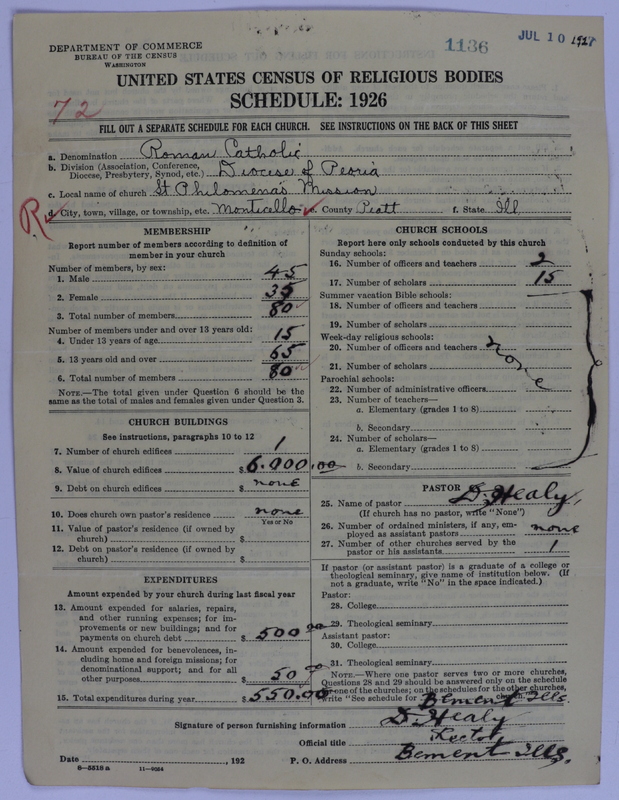 DEPARTMENT OF COMMERCE
BUREAU OF THE CENSUS
WASHINGTON
1136
JUL 10 1927
UNITED STATES CENSUS OF RELIGIOUS BODIES
SCHEDULE: 1926
72
FILL OUT A SEPARATE SCHEDULE FOR EACH CHURCH. SEE INSTRUCTIONS ON THE BACK OF THIS SHEET
a. Denomination Roman Catholic
b. Division (Association, Conference, Diocese, Presbytery, Synod, etc.) Diocese of Peoria
c. Local name of church St Philomena's Mission
R d. City, town, village, or township, etc. Monticello e. County Piatt f. State Ill
MEMBERSHIP
Report number of members according to definition of
member in your church
Number of members, by sex:
1. Male 45
2. Female 35
3. Total number of members 80
Number of members under and over 13 years old:
4. Under 13 years of age 15
5. 13 years old and over 65
6. Total number of members 80
NOTE.—The total given under Question 6 should be the
same as the total of males and females given under Question 3.
CHURCH BUILDINGS
See instructions, paragraphs 10 to 12
7. Number of church edifices 1
8. Value of church edifices $ 6.000.00
9. Debt on church edifices $ none
10. Does church own pastor's residence none
Yes or No
11. Value of pastor's residence (if owned by
church) $
12. Debt on pastor's residence (if owned by
church) $
EXPENDITURES
Amount expended by your church during last fiscal year
13. Amount expended for salaries, repairs,
and other running expenses; for im-
provements or new buildings; and for
payments on church debt $ 500.00
14. Amount expended for benevolences, in-
cluding home and foreign missions; for
denominational support; and for all
other purposes $ 50.00
15. Total expenditures during year $ 550.00
CHURCH SCHOOLS
Report here only schools conducted by this church
Sunday schools:
16. Number of officers and teachers 2
17. Number of scholars 15
Summer vacation Bible schools:
18. Number of officers and teachers
19. Number of scholars
Week-day religious schools:
20. Number of officers and teachers none
21. Number of scholars
Parochial schools:
22. Number of administrative officers
23. Number of teachers—
a. Elementary (grades 1 to 8)
b. Secondary
24. Number of scholars—
a. Elementary (grades 1 to 8)
b. Secondary
PASTOR
25. Name of pastor D. Healy
(If church has no pastor, write "None")
26. Number of ordained ministers, if any, em-
ployed as assistant pastors none
27. Number of other churches served by the
pastor or his assistants 1
If pastor (or assistant pastor) is a graduate of a college or
theological seminary, give name of institution below. (If
not a graduate, write "No" in the space indicated.)
Pastor:
28. College
29. Theological seminary
Assistant pastor:
30. College
31. Theological seminary
NOTE.—Where one pastor serves two or more churches,
Questions 28 and 29 should be answered only on the schedule
for one of the churches; on the schedules for the other churches,
write "See schedule for Bement Ills church."
Signature of person furnishing information D. Healy
Official title Rector
Date , 192 P. O. Address Bement Ills.
8—5518 a 11—9054